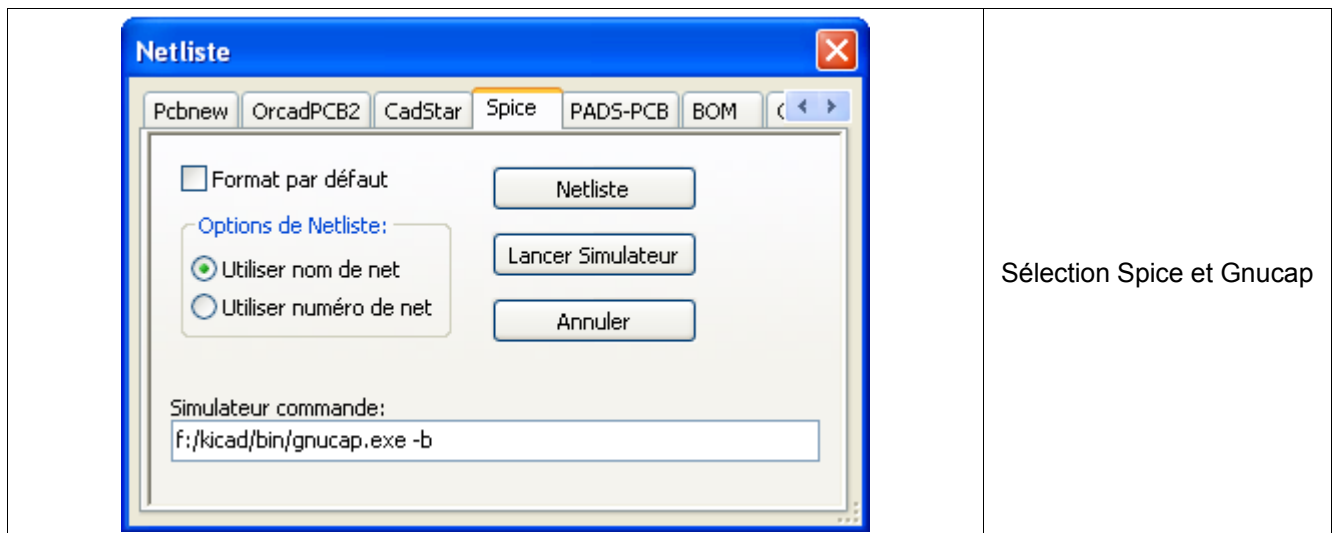 Netliste
Pcbnew OrcadPCB2 CadStar Spice PADS-PCB BOM
Format par défaut
Netliste
Options de Netliste:
Utiliser nom de net
Lancer Simulateur
Utiliser numéro de net
Annuler
Simulateur commande:
f:/kicad/bin/gnucap.exe -b
Sélection Spice et Gnucap